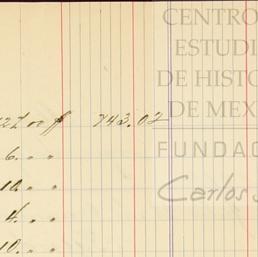 CENTRO
ESTUDI
DE HISTO
DE MEX
FUNDAC
Carlos S
127.00 ff 743.02
6. " "
10. " "
4. " "
10. " "